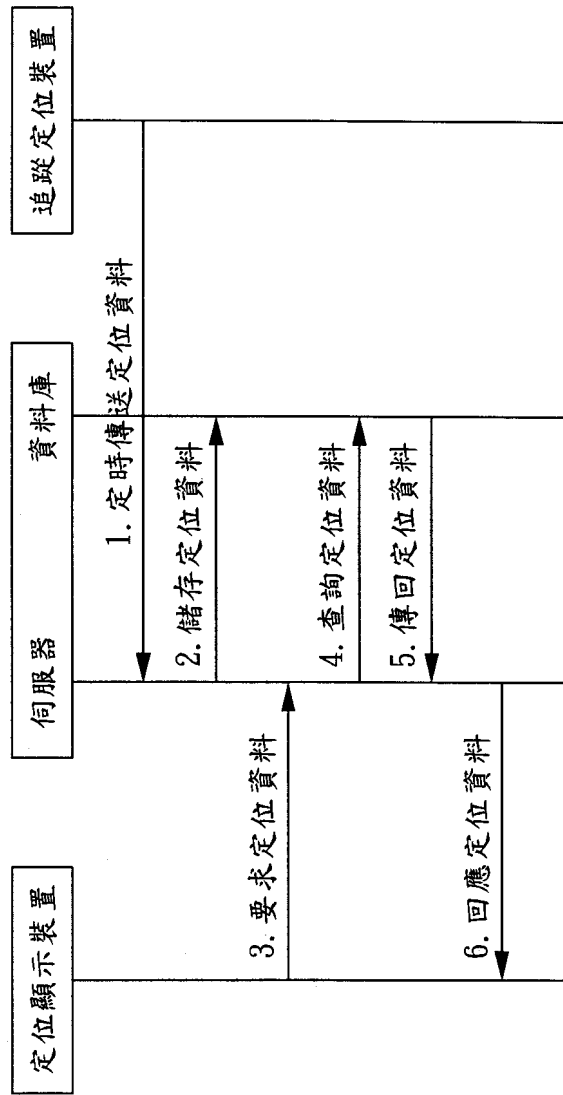 定位顯示裝置
伺服器
資料庫
追蹤定位裝置
1.定時傳送定位資料
2.儲存定位資料
3.要求定位資料
4.查詢定位資料
5.傳回定位資料
6.回應定位資料